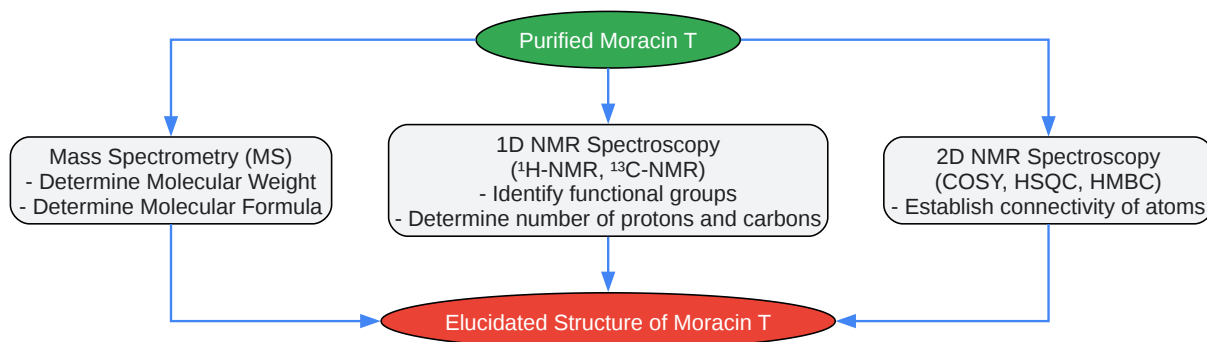 Purified Moracin T
Mass Spectrometry (MS)
- Determine Molecular Weight
- Determine Molecular Formula
1D NMR Spectroscopy
(¹H-NMR, ¹³C-NMR)
- Identify functional groups
- Determine number of protons and carbons
2D NMR Spectroscopy
(COSY, HSQC, HMBC)
- Establish connectivity of atoms
Elucidated Structure of Moracin T